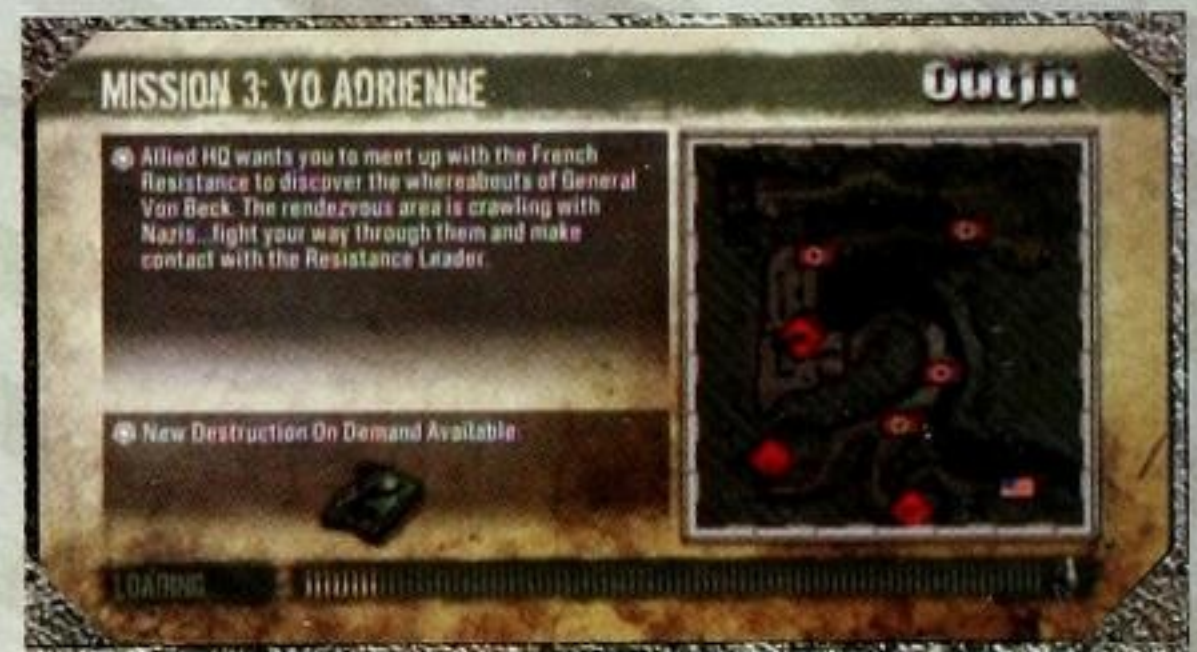 MISSION 3: YO ADRIENNE
Outfit
Allied HQ wants you to meet up with the French
Resistance to discover the whereabouts of General
Von Beck. The rendezvous area is crawling with
Nazis...fight your way through them and make
contact with the Resistance Leader.
New Destruction On Demand Available
LOADING